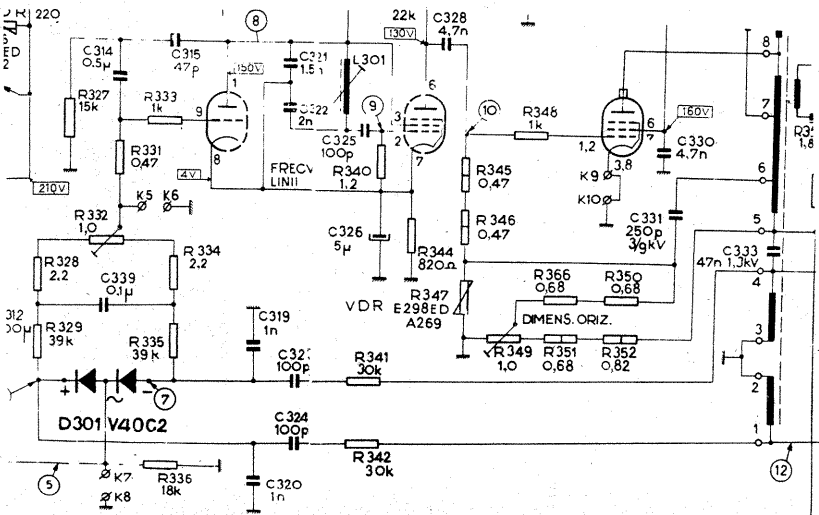 220
22k
C328
4,7n
8
130V
8
C314
0,5µ
C315
47p
150V
1
1.5n
L301
6
7
R327
15k
R333
1k
9
2n
9
3
2
10
R348
1k
6
7
160V
1,2
C330
4,7n
8
C325
100p
R331
0,47
FRECV
LINII
R340
1,2
7
R345
0,47
3,8
K9
K10
6
4V
210V
K5
K6
R346
0,47
C331
250p
3/9kV
5
R332
1,0
C326
5µ
R344
820Ω
C333
47n 1,3kV
4
R328
2,2
R334
2,2
C339
0,1µ
VDR
R347
E298ED
A269
R366
0,68
R350
0,68
DIMENS. ORIZ.
R329
39k
R335
39k
C319
1n
R349
1,0
R351
0,68
R352
0,82
3
100p
R341
30k
2
+
~
-
7
D301 V40C2
C324
100p
R342
30k
1
12
5
K7
K8
R336
18k
C320
1n